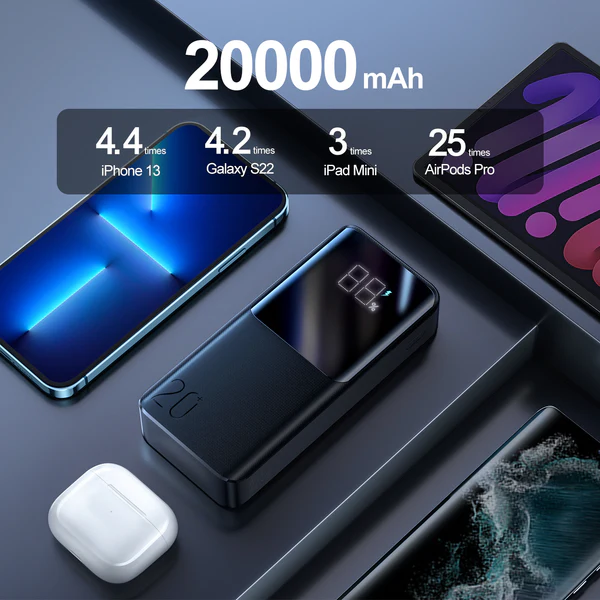 20000 mAh
4.4 times
iPhone 13
4.2 times
Galaxy S22
3 times
iPad Mini
25 times
AirPods Pro
88%
20